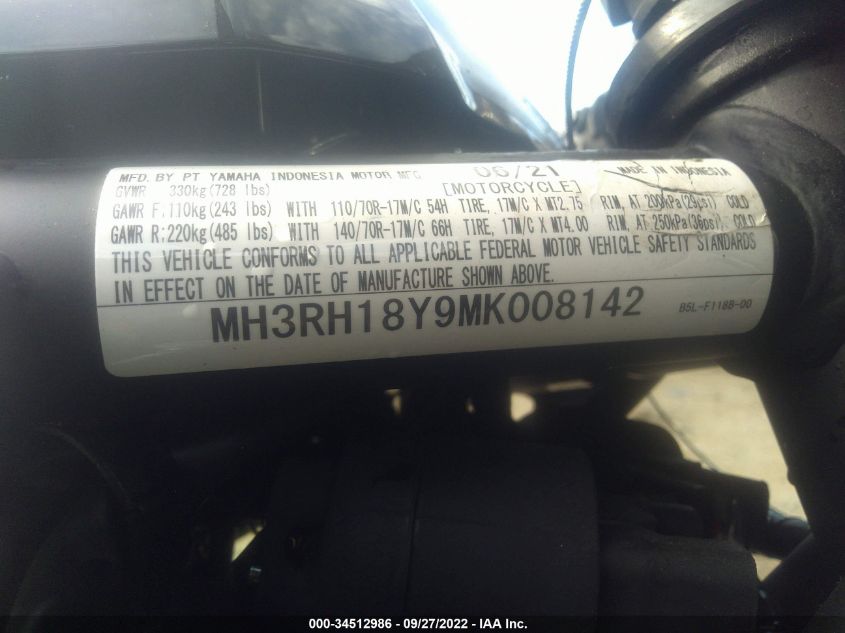 MFD. BY PT YAMAHA INDONESIA MOTOR MFG 06/21 MADE IN INDONESIA
GVWR 330kg(728 lbs) [MOTORCYCLE]
GAWR F:110kg(243 lbs) WITH 110/70R-17M/C 54H TIRE, 17M/C X MT2.75 RIM, AT 200kPa(29psi) COLD
GAWR R:220kg(485 lbs) WITH 140/70R-17M/C 66H TIRE, 17M/C X MT4.00 RIM, AT 250kPa(36psi) COLD
THIS VEHICLE CONFORMS TO ALL APPLICABLE FEDERAL MOTOR VEHICLE SAFETY STANDARDS
IN EFFECT ON THE DATE OF MANUFACTURE SHOWN ABOVE.
MH3RH18Y9MK008142 B5L-F118B-00
000-34512986 - 09/27/2022 - IAA Inc.